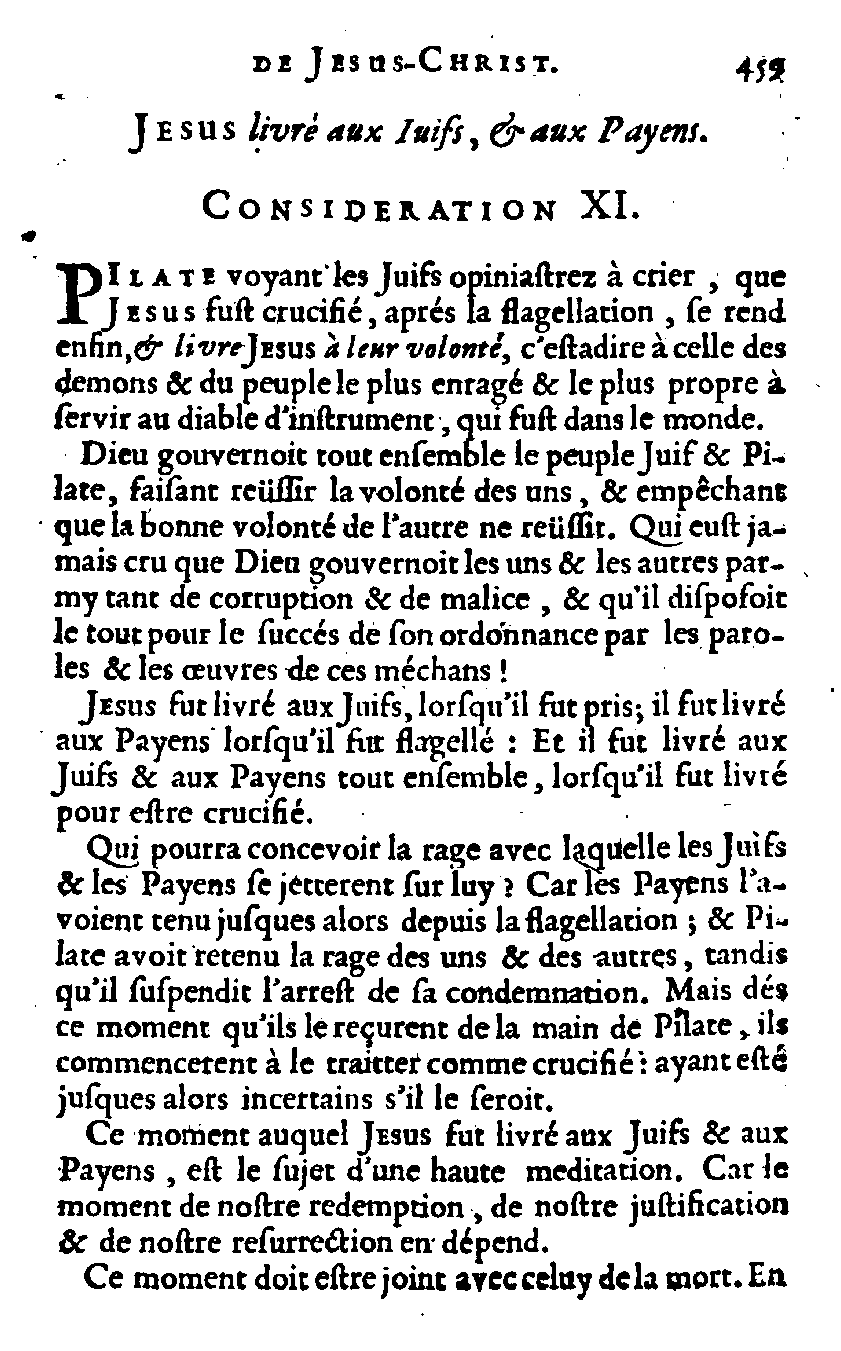 DE JESUS-CHRIST. 459
JESUS livré aux Iuifs, & aux Payens.
CONSIDERATION XI.
PILATE voyant les Juifs opiniaſtrez à crier, que
JESUS fuſt crucifié, aprés la flagellation, ſe rend
enfin, & livre JESUS à leur volonté, c'eſtadire à celle des
demons & du peuple le plus enragé & le plus propre à
ſervir au diable d'inſtrument, qui fuſt dans le monde.
Dieu gouvernoit tout enſemble le peuple Juif & Pi-
late, faiſant reüſſir la volonté des uns, & empêchant
que la bonne volonté de l'autre ne reüſſit. Qui euſt ja-
mais cru que Dieu gouvernoit les uns & les autres par-
my tant de corruption & de malice, & qu'il diſpoſoit
le tout pour le ſuccés de ſon ordonnance par les paro-
les & les œuvres de ces méchans !
JESUS fut livré aux Juifs, lorſqu'il fut pris; il fut livré
aux Payens lorſqu'il fut flagellé : Et il fut livré aux
Juifs & aux Payens tout enſemble, lorſqu'il fut livré
pour eſtre crucifié.
Qui pourra concevoir la rage avec laquelle les Juifs
& les Payens ſe jetterent ſur luy ? Car les Payens l'a-
voient tenu juſques alors depuis la flagellation ; & Pi-
late avoit retenu la rage des uns & des autres, tandis
qu'il ſuſpendit l'arreſt de ſa condemnation. Mais dés
ce moment qu'ils le reçurent de la main de Pilate, ils
commencerent à le traitter comme crucifié : ayant eſté
juſques alors incertains s'il le ſeroit.
Ce moment auquel JESUS fut livré aux Juifs & aux
Payens, eſt le ſujet d'une haute meditation. Car le
moment de noſtre redemption, de noſtre juſtification
& de noſtre reſurrection en dépend.
Ce moment doit eſtre joint avec celuy de la mort. En